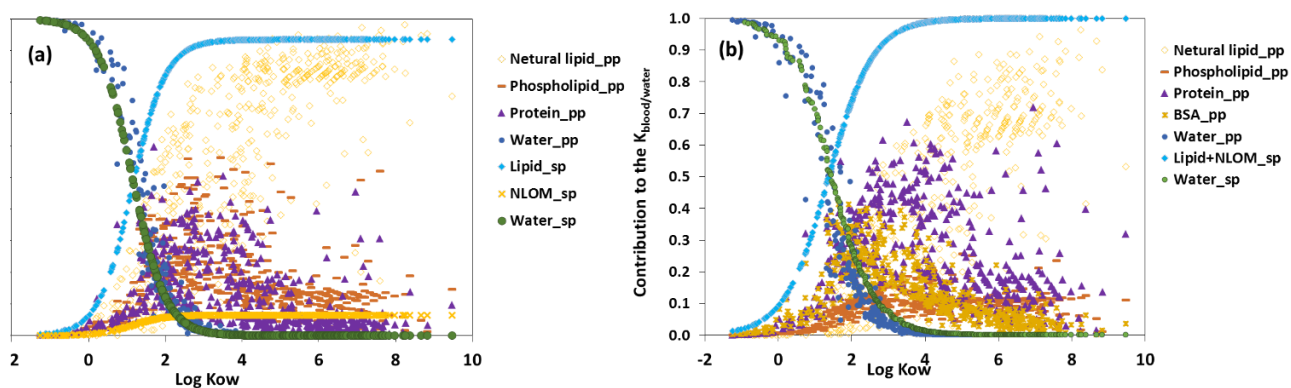 (a)
Netural lipid_pp
Phospholipid_pp
Protein_pp
Water_pp
Lipid_sp
NLOM_sp
Water_sp
2 0 2 4 6 8 10
Log Kow
Contribution to the Kblood/water
1.0
0.9
0.8
0.7
0.6
0.5
0.4
0.3
0.2
0.1
0.0
(b)
Netural lipid_pp
Phospholipid_pp
Protein_pp
BSA_pp
Water_pp
Lipid+NLOM_sp
Water_sp
-2 0 2 4 6 8 10
Log Kow